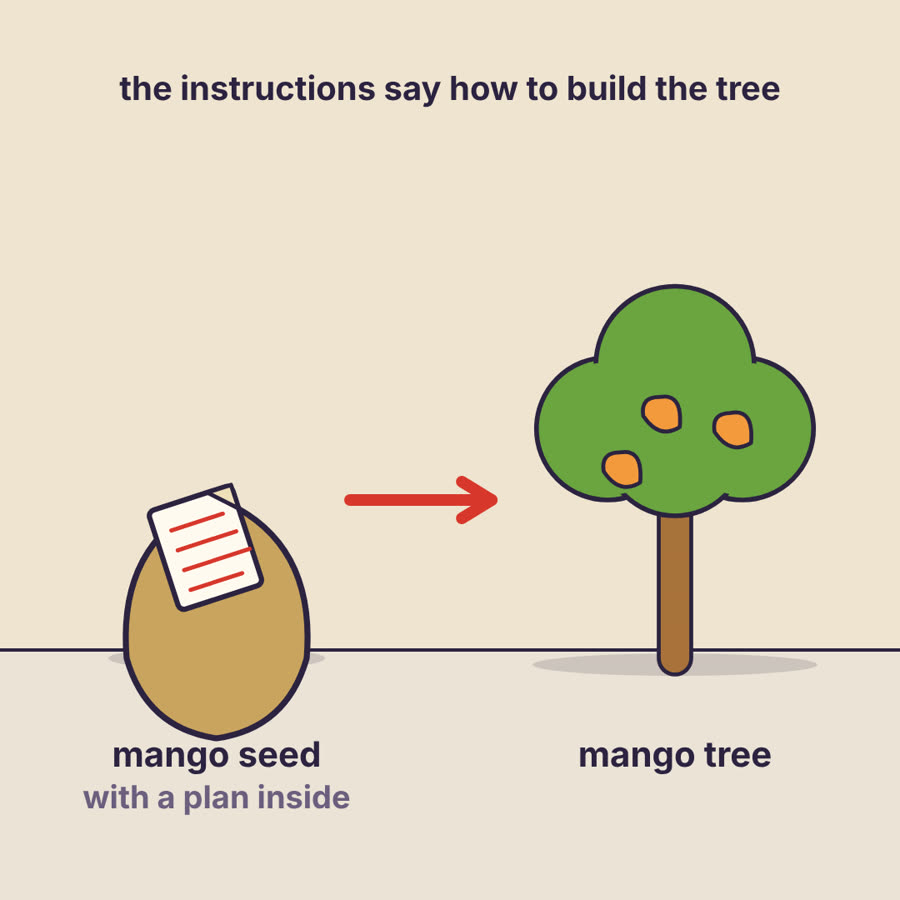 the instructions say how to build the tree
mango seed
with a plan inside
mango tree